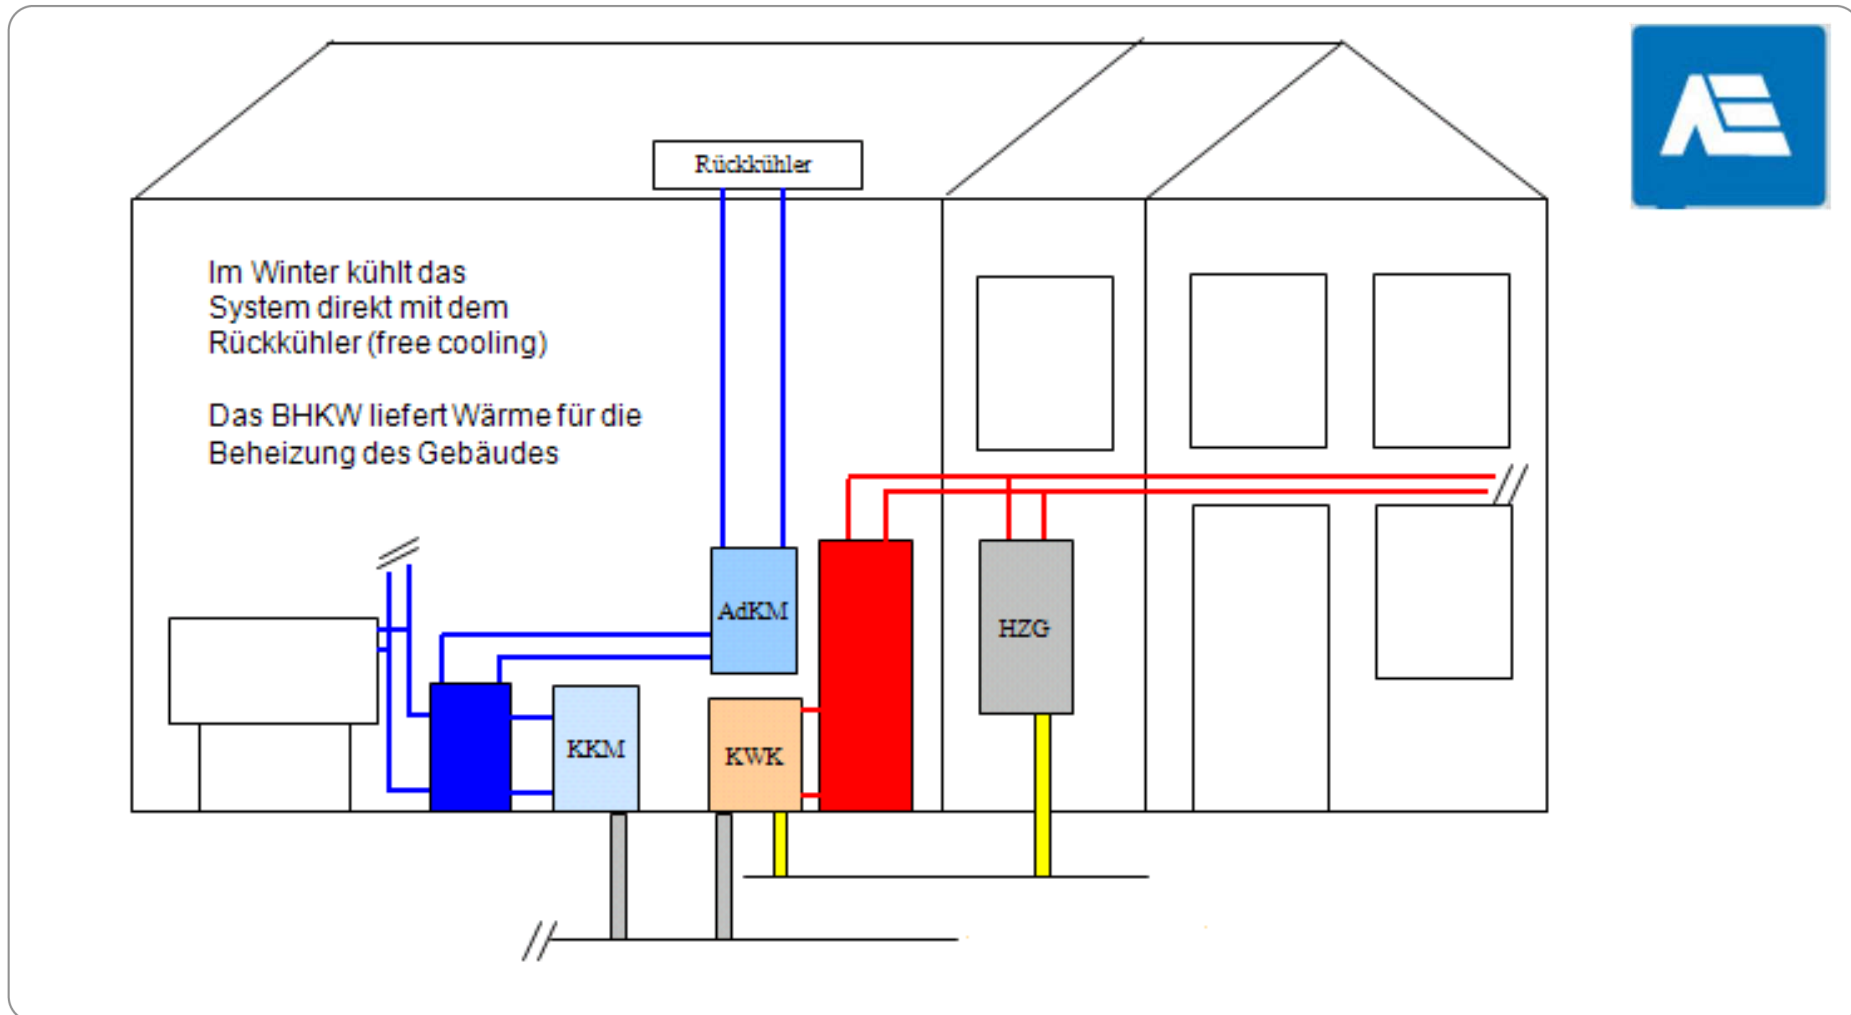 Rückkühler
Im Winter kühlt das
System direkt mit dem
Rückkühler (free cooling)
Das BHKW liefert Wärme für die
Beheizung des Gebäudes
AdKM
HZG
KKM
KWK